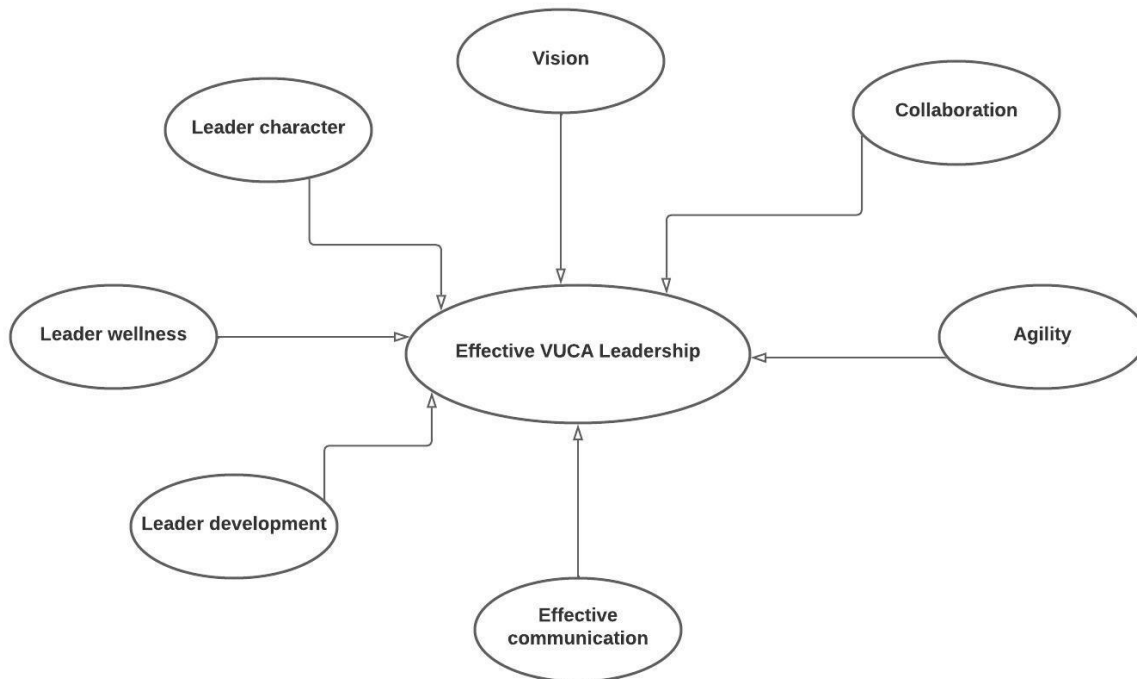 Vision
Collaboration
Leader character
Leader wellness
Effective VUCA Leadership
Agility
Leader development
Effective
communication